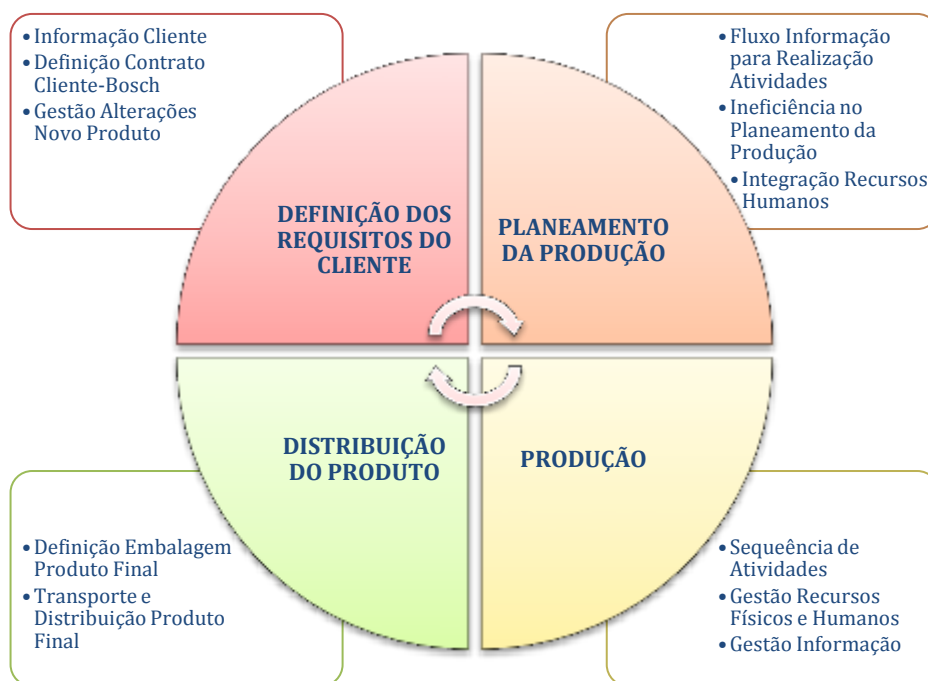 • Informação Cliente
• Definição Contrato
Cliente-Bosch
• Gestão Alterações
Novo Produto
• Fluxo Informação
para Realização
Atividades
• Ineficiência no
Planeamento da
Produção
• Integração Recursos
Humanos
DEFINIÇÃO DOS
REQUISITOS DO
CLIENTE
PLANEAMENTO
DA PRODUÇÃO
DISTRIBUIÇÃO
DO PRODUTO
PRODUÇÃO
• Definição Embalagem
Produto Final
• Transporte e
Distribuição Produto
Final
• Sequeência de
Atividades
• Gestão Recursos
Físicos e Humanos
• Gestão Informação